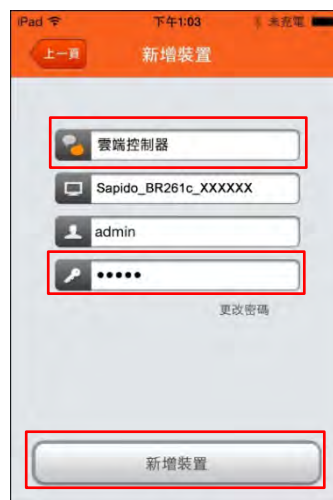 iPad 下午1:03 未充電
上一頁 新增裝置
雲端控制器
Sapido_BR261c_XXXXXX
admin
•••••
更改密碼
新增裝置